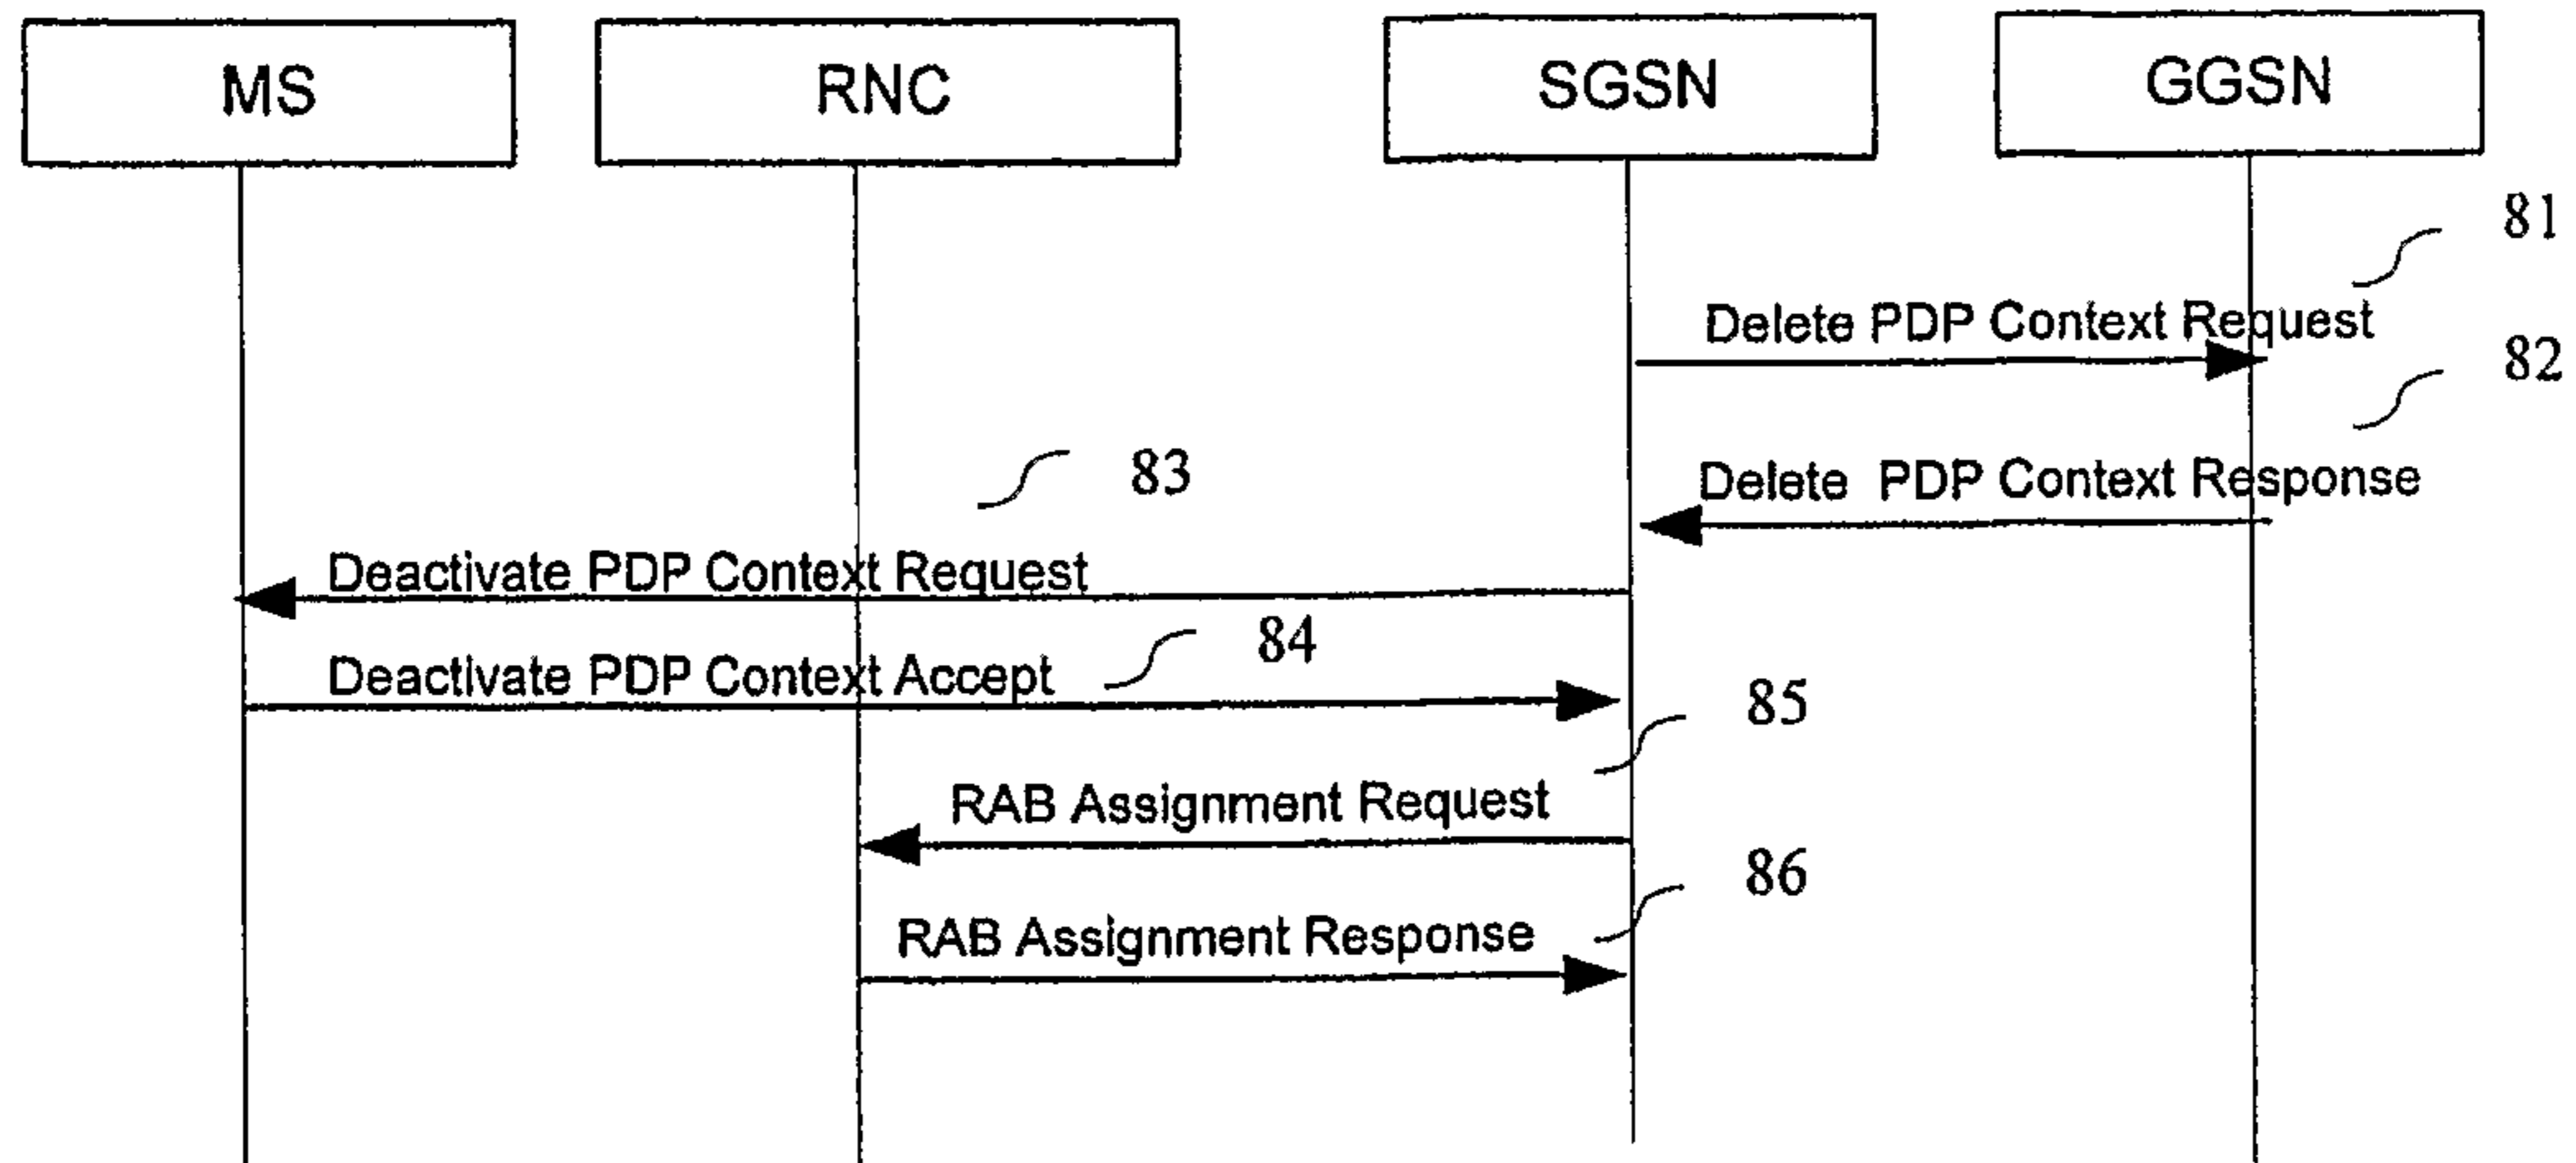 MS
RNC
SGSN
GGSN
81
Delete PDP Context Request
82
Delete PDP Context Response
83
Deactivate PDP Context Request
84
Deactivate PDP Context Accept
85
RAB Assignment Request
86
RAB Assignment Response